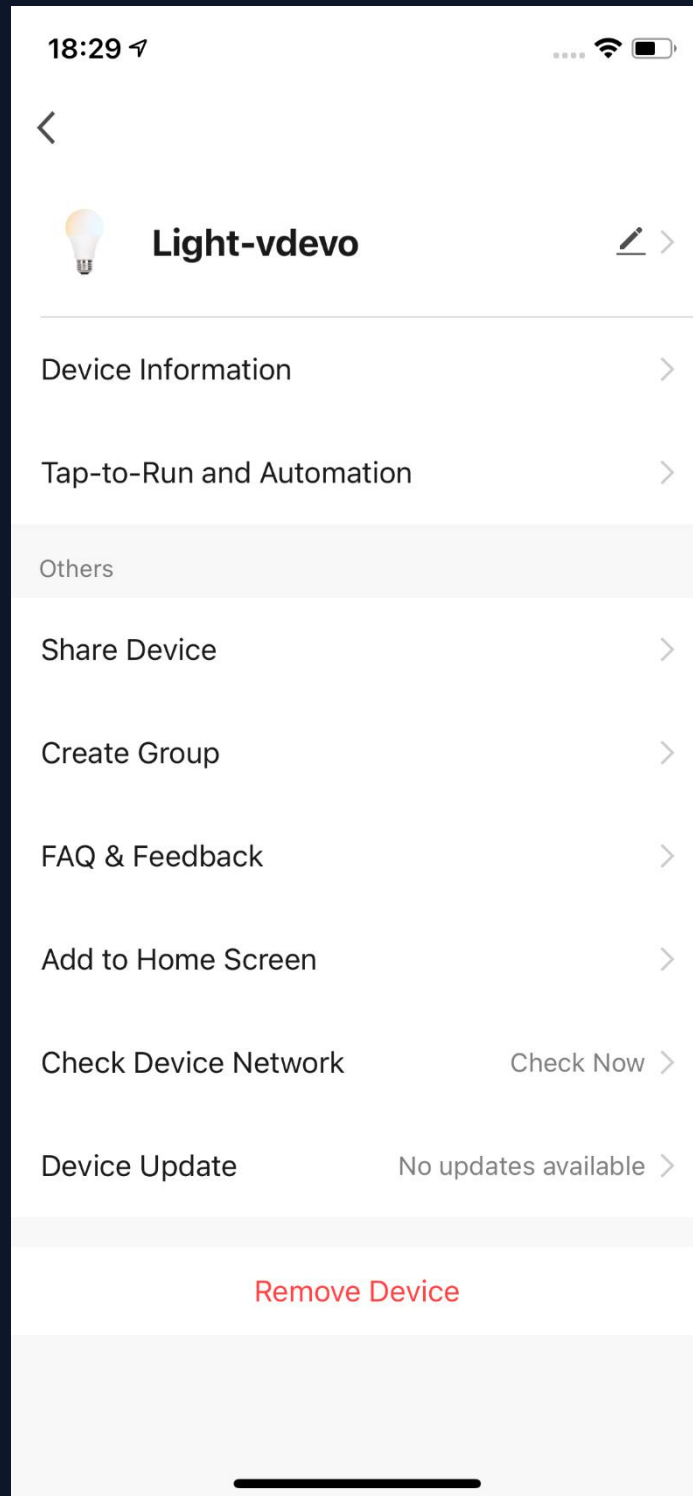 18:29
Light-vdevo
Device Information
Tap-to-Run and Automation
Others
Share Device
Create Group
FAQ & Feedback
Add to Home Screen
Check Device Network Check Now
Device Update No updates available
Remove Device